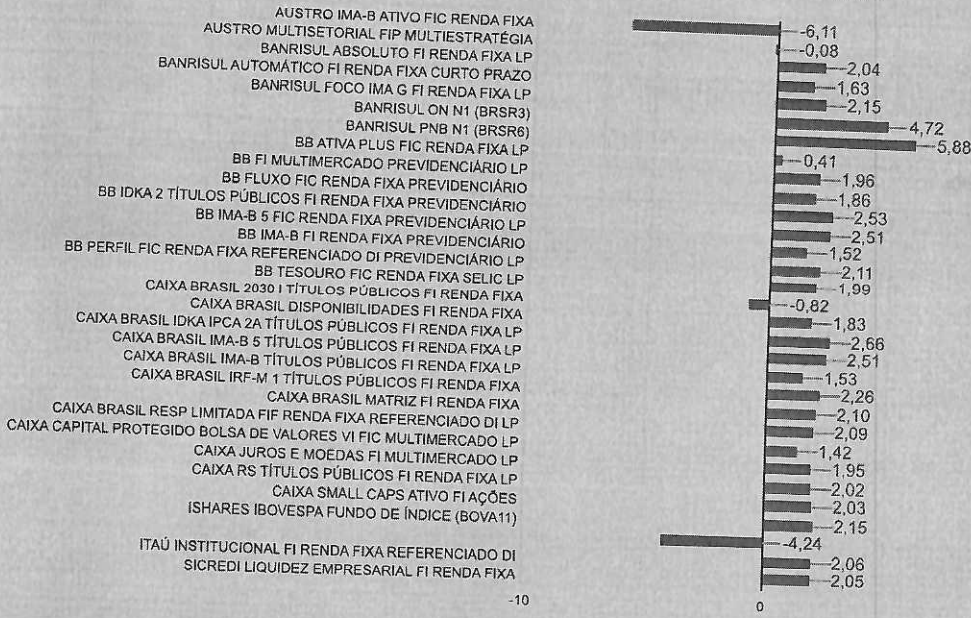 AUSTRO IMA-B ATIVO FIC RENDA FIXA
AUSTRO MULTISETORIAL FIP MULTIESTRATÉGIA
BANRISUL ABSOLUTO FI RENDA FIXA LP
BANRISUL AUTOMÁTICO FI RENDA FIXA CURTO PRAZO
BANRISUL FOCO IMA G FI RENDA FIXA LP
BANRISUL ON N1 (BRSR3)
BANRISUL PNB N1 (BRSR6)
BB ATIVA PLUS FIC RENDA FIXA LP
BB FI MULTIMERCADO PREVIDENCIÁRIO LP
BB FLUXO FIC RENDA FIXA PREVIDENCIÁRIO
BB IDKA 2 TÍTULOS PÚBLICOS FI RENDA FIXA PREVIDENCIÁRIO
BB IMA-B 5 FIC RENDA FIXA PREVIDENCIÁRIO LP
BB IMA-B FI RENDA FIXA PREVIDENCIÁRIO
BB PERFIL FIC RENDA FIXA REFERENCIADO DI PREVIDENCIÁRIO LP
BB TESOURO FIC RENDA FIXA SELIC LP
CAIXA BRASIL 2030 I TÍTULOS PÚBLICOS FI RENDA FIXA
CAIXA BRASIL DISPONIBILIDADES FI RENDA FIXA
CAIXA BRASIL IDKA IPCA 2A TÍTULOS PÚBLICOS FI RENDA FIXA LP
CAIXA BRASIL IMA-B 5 TÍTULOS PÚBLICOS FI RENDA FIXA LP
CAIXA BRASIL IMA-B TÍTULOS PÚBLICOS FI RENDA FIXA LP
CAIXA BRASIL IRF-M 1 TÍTULOS PÚBLICOS FI RENDA FIXA
CAIXA BRASIL MATRIZ FI RENDA FIXA
CAIXA BRASIL RESP LIMITADA FIF RENDA FIXA REFERENCIADO DI LP
CAIXA CAPITAL PROTEGIDO BOLSA DE VALORES VI FIC MULTIMERCADO LP
CAIXA JUROS E MOEDAS FI MULTIMERCADO LP
CAIXA RS TÍTULOS PÚBLICOS FI RENDA FIXA LP
CAIXA SMALL CAPS ATIVO FI AÇÕES
ISHARES IBOVESPA FUNDO DE ÍNDICE (BOVA11)
ITAÚ INSTITUCIONAL FI RENDA FIXA REFERENCIADO DI
SICREDI LIQUIDEZ EMPRESARIAL FI RENDA FIXA
-6,11
-0,08
2,04
1,63
2,15
4,72
5,88
0,41
1,96
1,86
2,53
2,51
1,52
2,11
1,99
-0,82
1,83
2,66
2,51
1,53
2,26
2,10
2,09
1,42
1,95
2,02
2,03
2,15
-4,24
2,06
2,05
-10
0